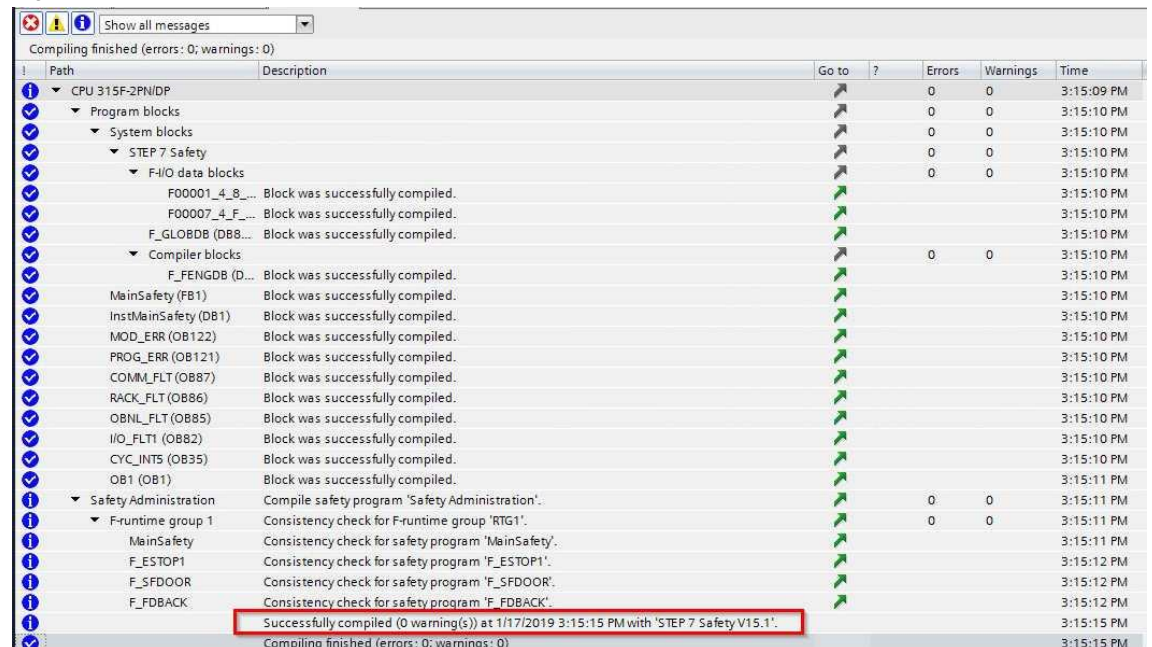 Show all messages
Compiling finished (errors: 0; warnings: 0)
! Path Description Go to ? Errors Warnings Time
CPU 315F-2PN/DP 0 0 3:15:09 PM
Program blocks 0 0 3:15:10 PM
System blocks 0 0 3:15:10 PM
STEP 7 Safety 0 0 3:15:10 PM
F-I/O data blocks 0 0 3:15:10 PM
F00001_4_8_... Block was successfully compiled. 3:15:10 PM
F00007_4_F_... Block was successfully compiled. 3:15:10 PM
F_GLOBDB (DB8... Block was successfully compiled. 3:15:10 PM
Compiler blocks 0 0 3:15:10 PM
F_FENGDB (D... Block was successfully compiled. 3:15:10 PM
MainSafety (FB1) Block was successfully compiled. 3:15:10 PM
InstMainSafety (DB1) Block was successfully compiled. 3:15:10 PM
MOD_ERR (OB122) Block was successfully compiled. 3:15:10 PM
PROG_ERR (OB121) Block was successfully compiled. 3:15:10 PM
COMM_FLT (OB87) Block was successfully compiled. 3:15:10 PM
RACK_FLT (OB86) Block was successfully compiled. 3:15:10 PM
OBNL_FLT (OB85) Block was successfully compiled. 3:15:10 PM
I/O_FLT1 (OB82) Block was successfully compiled. 3:15:10 PM
CYC_INT5 (OB35) Block was successfully compiled. 3:15:10 PM
OB1 (OB1) Block was successfully compiled. 3:15:11 PM
Safety Administration Compile safety program 'Safety Administration'. 0 0 3:15:11 PM
F-runtime group 1 Consistency check for F-runtime group 'RTG1'. 0 0 3:15:11 PM
MainSafety Consistency check for safety program 'MainSafety'. 3:15:11 PM
F_ESTOP1 Consistency check for safety program 'F_ESTOP1'. 3:15:12 PM
F_SFDOOR Consistency check for safety program 'F_SFDOOR'. 3:15:12 PM
F_FDBACK Consistency check for safety program 'F_FDBACK'. 3:15:12 PM
Successfully compiled (0 warning(s)) at 1/17/2019 3:15:15 PM with 'STEP 7 Safety V15.1'. 3:15:15 PM
Compiling finished (errors: 0; warnings: 0) 3:15:15 PM